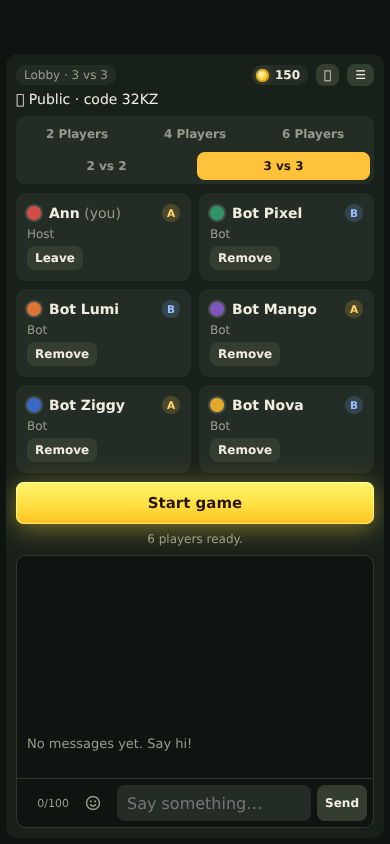 Lobby · 3 vs 3
150
Public · code 32KZ
2 Players
4 Players
6 Players
2 vs 2
3 vs 3
Ann (you)
A
Host
Leave
Bot Pixel
B
Bot
Remove
Bot Lumi
B
Bot
Remove
Bot Mango
A
Bot
Remove
Bot Ziggy
A
Bot
Remove
Bot Nova
B
Bot
Remove
Start game
6 players ready.
No messages yet. Say hi!
0/100
Say something...
Send